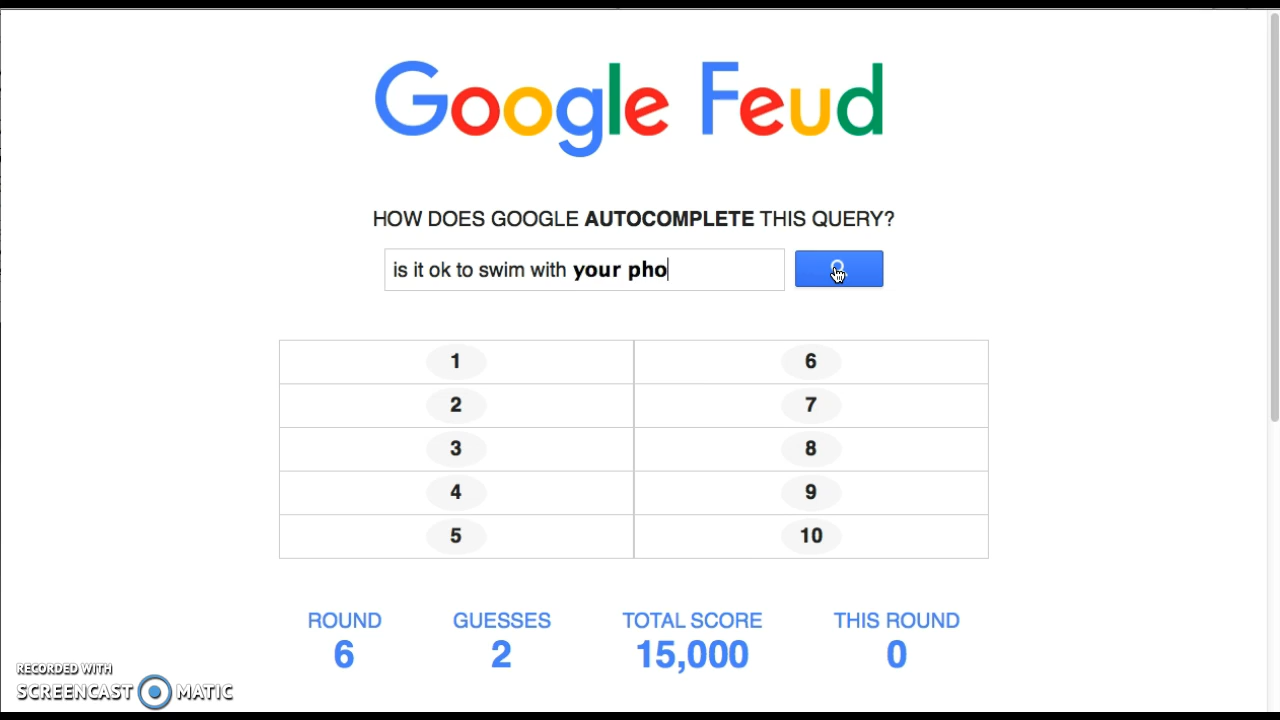 Google Feud
HOW DOES GOOGLE AUTOCOMPLETE THIS QUERY?
is it ok to swim with your pho
1 6
2 7
3 8
4 9
5 10
ROUND GUESSES TOTAL SCORE THIS ROUND
6 2 15,000 0
RECORDED WITH
SCREENCAST MATIC